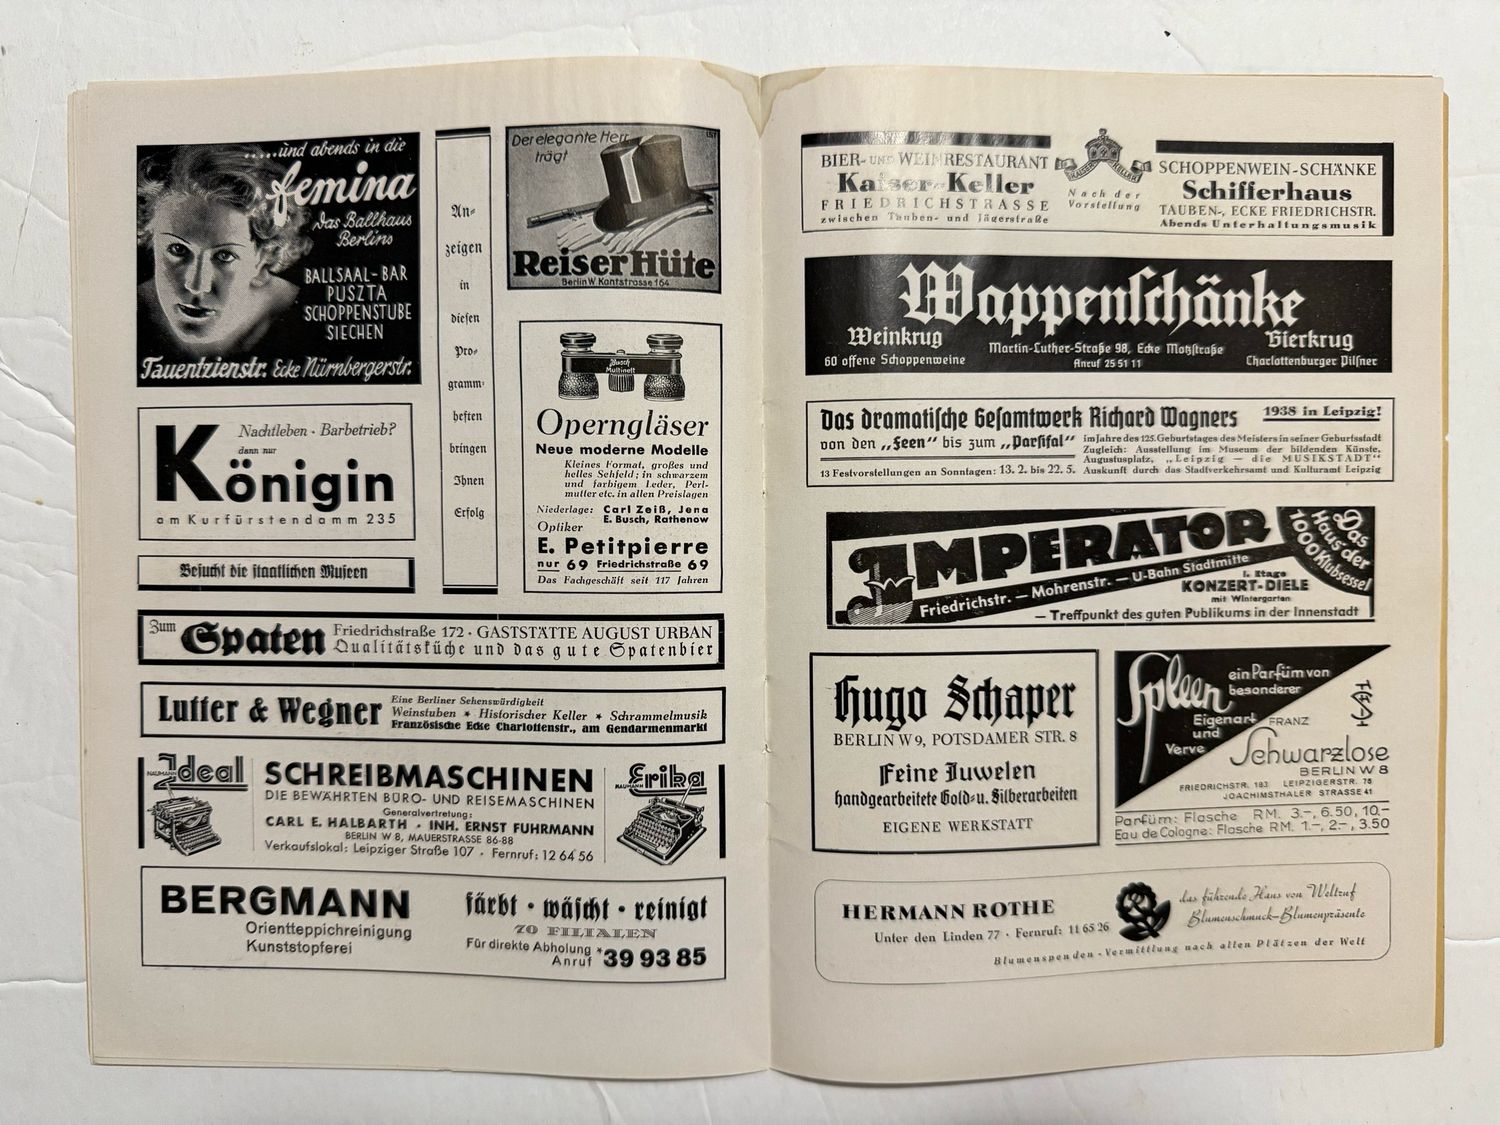 .....und abends in die
femina
das Ballhaus
Berlins
BALLSAAL-BAR
PUSZTA
SCHOPPENSTUBE
SIECHEN
Tauentzienstr. Ecke Nürnbergerstr.
An-
zeigen
in
diesen
Pro-
gramm-
heften
bringen
Ihnen
Erfolg
Der elegante Herr
trägt
Reiser Hüte
Berlin W Kantstrasse 164
Nachtleben · Barbetrieb?
dann nur
Königin
am Kurfürstendamm 235
Besucht die staatlichen Museen
Busch
Multinett
Operngläser
Neue moderne Modelle
Kleines Format, großes und
helles Sehfeld; in schwarzem
und farbigem Leder, Perl-
mutter etc. in allen Preislagen
Niederlage: Carl Zeiß, Jena
E. Busch, Rathenow
Optiker
E. Petitpierre
nur 69 Friedrichstraße 69
Das Fachgeschäft seit 117 Jahren
Zum Spaten Friedrichstraße 172 · GASTSTÄTTE AUGUST URBAN
Qualitätsküche und das gute Spatenbier
Lutter & Wegner
Eine Berliner Sehenswürdigkeit
Weinstuben ★ Historischer Keller ★ Schrammelmusik
Französische Ecke Charlottenstr., am Gendarmenmarkt
NAUMANN Ideal
SCHREIBMASCHINEN
DIE BEWÄHRTEN BÜRO- UND REISEMASCHINEN
Generalvertretung:
CARL E. HALBARTH · INH. ERNST FUHRMANN
BERLIN W 8, MAUERSTRASSE 86-88
Verkaufslokal: Leipziger Straße 107 · Fernruf: 12 64 56
NAUMANN Erika
BERGMANN
Orientteppichreinigung
Kunststopferei
färbt · wäscht · reinigt
70 FILIALEN
Für direkte Abholung
Anruf * 39 93 85
BIER- UND WEINRESTAURANT
Kaiser-Keller
FRIEDRICHSTRASSE
zwischen Tauben- und Jägerstraße
KAISER KELLER
Nach der
Vorstellung
SCHOPPENWEIN-SCHÄNKE
Schifferhaus
TAUBEN-, ECKE FRIEDRICHSTR.
Abends Unterhaltungsmusik
Wappenschänke
Weinkrug
60 offene Schoppenweine
Martin-Luther-Straße 98, Ecke Motzstraße
Anruf 25 51 11
Bierkrug
Charlottenburger Pilsner
Das dramatische Gesamtwerk Richard Wagners 1938 in Leipzig!
von den „Feen“ bis zum „Parsifal“
13 Festvorstellungen an Sonntagen: 13. 2. bis 22. 5.
im Jahre des 125. Geburtstages des Meisters in seiner Geburtsstadt
Zugleich: Ausstellung im Museum der bildenden Künste,
Augustusplatz, „Leipzig — die MUSIKSTADT“
Auskunft durch das Stadtverkehrsamt und Kulturamt Leipzig
IMPERATOR
Das
Haus der
1000 Klubsessel
Friedrichstr. — Mohrenstr. — U-Bahn Stadtmitte
1. Etage
KONZERT-DIELE
mit Wintergarten
— Treffpunkt des guten Publikums in der Innenstadt
Hugo Schaper
BERLIN W 9, POTSDAMER STR. 8
Feine Juwelen
handgearbeitete Gold- u. Silberarbeiten
EIGENE WERKSTATT
Spleen
ein Parfüm von
besonderer
Eigenart
und
Verve
FRANZ
Schwarzlose
BERLIN W 8
FRIEDRICHSTR. 183 LEIPZIGERSTR. 76
JOACHIMSTHALER STRASSE 41
Parfüm: Flasche RM. 3.-, 6.50, 10.-
Eau de Cologne: Flasche RM. 1.-, 2.-, 3.50
HERMANN ROTHE
Unter den Linden 77 · Fernruf: 11 65 26
das führende Haus von Weltruf
Blumenschmuck-Blumenpräsente
Blumenspenden-Vermittlung nach allen Plätzen der Welt